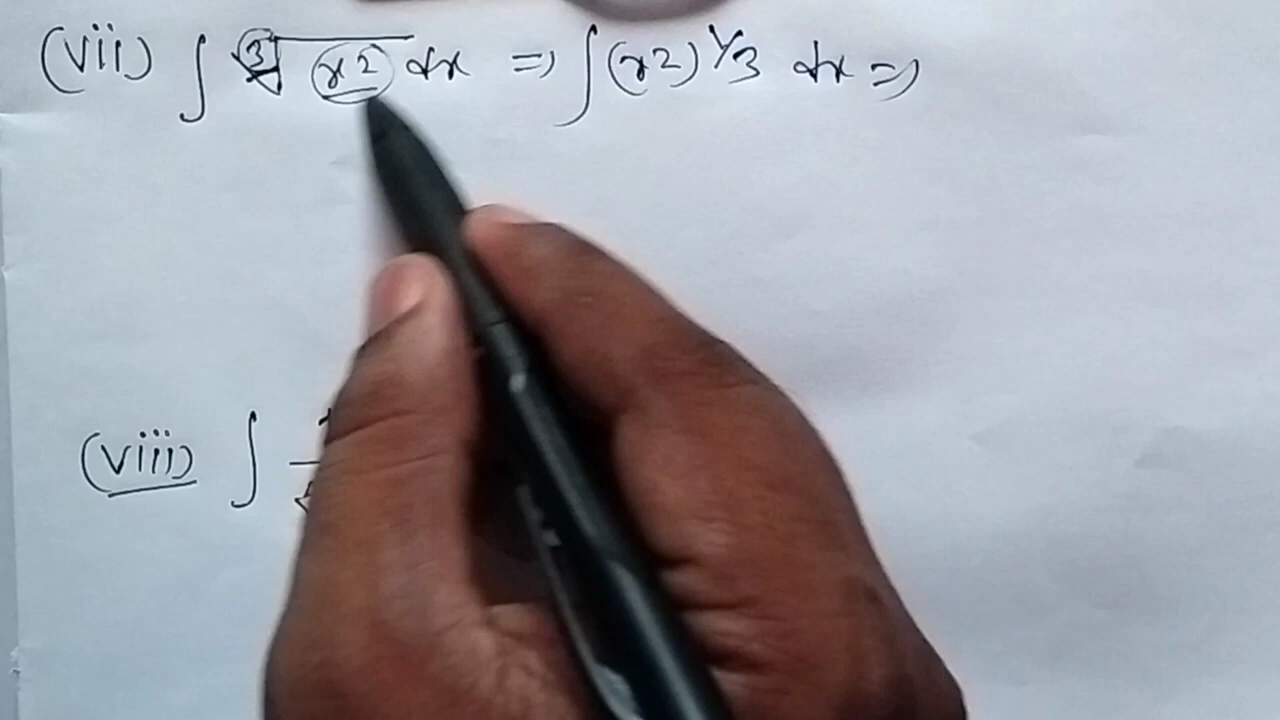 (vii) ∫ ∛(x2) dx => ∫(x2)^1/3 dx =>
(viii) ∫